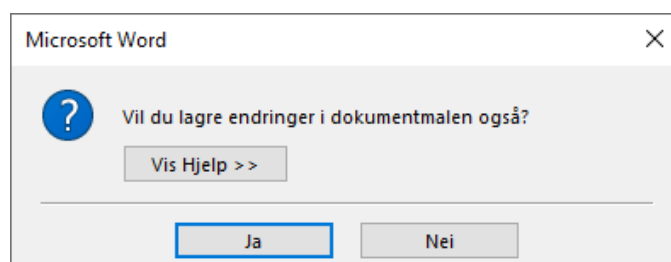 Microsoft Word
Vil du lagre endringer i dokumentmalen også?
Vis Hjelp >>
Ja
Nei